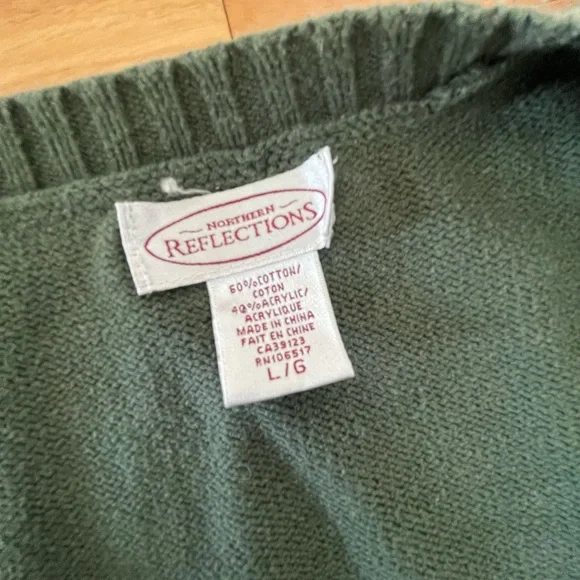 NORTHERN
REFLECTIONS
60%COTTON/
COTON
40%ACRYLIC/
ACRYLIQUE
MADE IN CHINA
FAIT EN CHINE
CA39123
RN106517
L/G